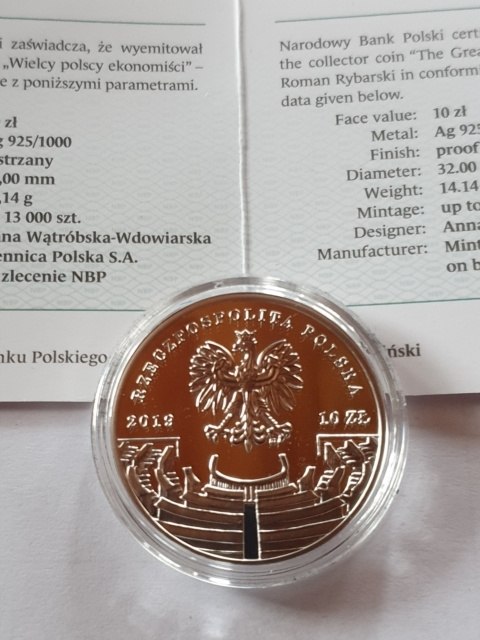 i zaświadcza, że wyemitował
„Wielcy polscy ekonomiści” –
e z poniższymi parametrami.
zł
g 925/1000
strzany
,00 mm
,14 g
13 000 szt.
na Wątróbska-Wdowiarska
ennica Polska S.A.
zlecenie NBP
nku Polskiego
Narodowy Bank Polski certi
the collector coin “The Grea
Roman Rybarski in conform
data given below.
Face value: 10 zł
Metal: Ag 925
Finish: proof
Diameter: 32.00
Weight: 14.14
Mintage: up to
Designer: Anna
Manufacturer: Mint
on b
iński
RZECZPOSPOLITA POLSKA
2019 10 ZŁ